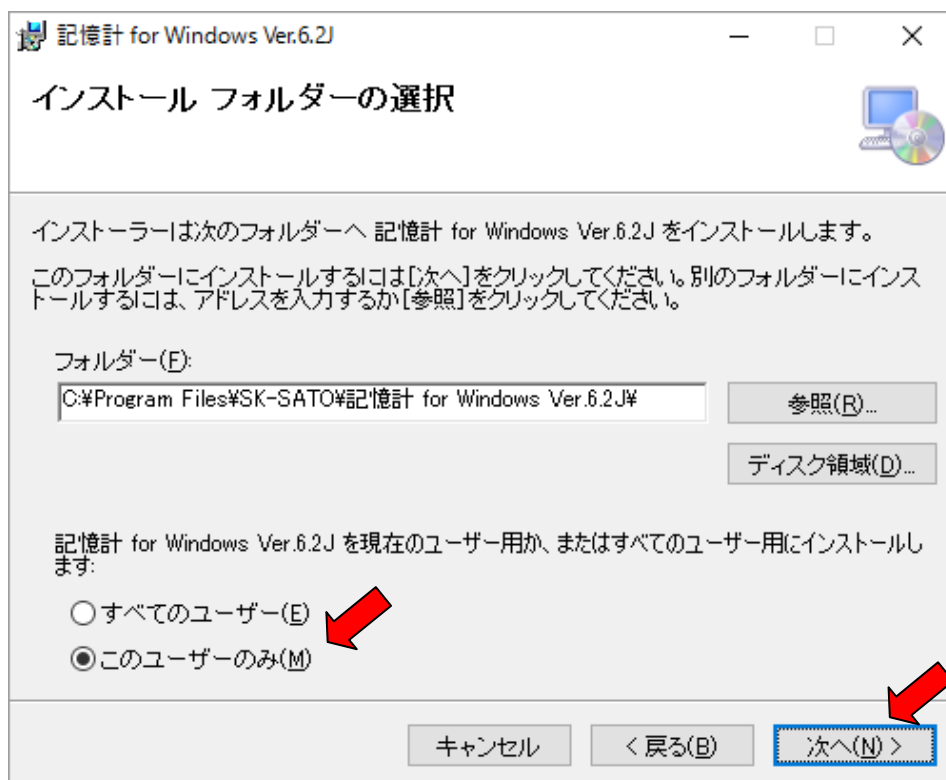 記憶計 for Windows Ver.6.2J
インストール フォルダーの選択
インストーラーは次のフォルダーへ 記憶計 for Windows Ver.6.2J をインストールします。
このフォルダーにインストールするには[次へ]をクリックしてください。別のフォルダーにインス
トールするには、アドレスを入力するか[参照]をクリックしてください。
フォルダー(F):
C:¥Program Files¥SK-SATO¥記憶計 for Windows Ver.6.2J¥
参照(R)...
ディスク領域(D)...
記憶計 for Windows Ver.6.2J を現在のユーザー用か、またはすべてのユーザー用にインストールし
ます:
すべてのユーザー(E)
このユーザーのみ(M)
キャンセル
< 戻る(B)
次へ(N) >